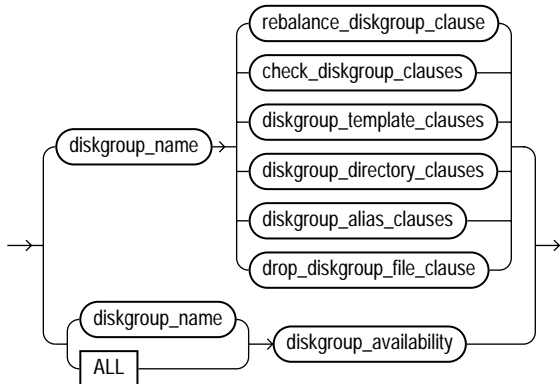 rebalance_diskgroup_clause
check_diskgroup_clauses
diskgroup_template_clauses
diskgroup_name
diskgroup_directory_clauses
diskgroup_alias_clauses
drop_diskgroup_file_clause
diskgroup_name
diskgroup_availability
ALL